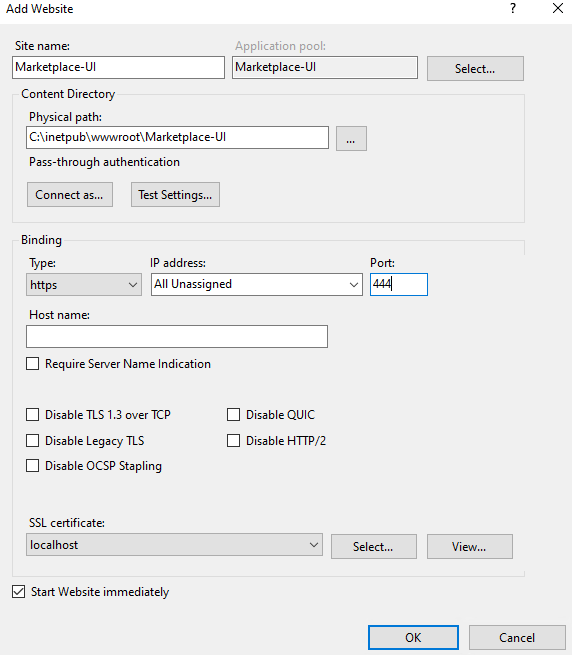 Add Website ? ×
Site name: Application pool:
Marketplace-UI Marketplace-UI Select...
Content Directory
Physical path:
C:\inetpub\wwwroot\Marketplace-UI ...
Pass-through authentication
Connect as... Test Settings...
Binding
Type: IP address: Port:
https All Unassigned 444
Host name:
Require Server Name Indication
Disable TLS 1.3 over TCP Disable QUIC
Disable Legacy TLS Disable HTTP/2
Disable OCSP Stapling
SSL certificate:
localhost Select... View...
Start Website immediately
OK Cancel